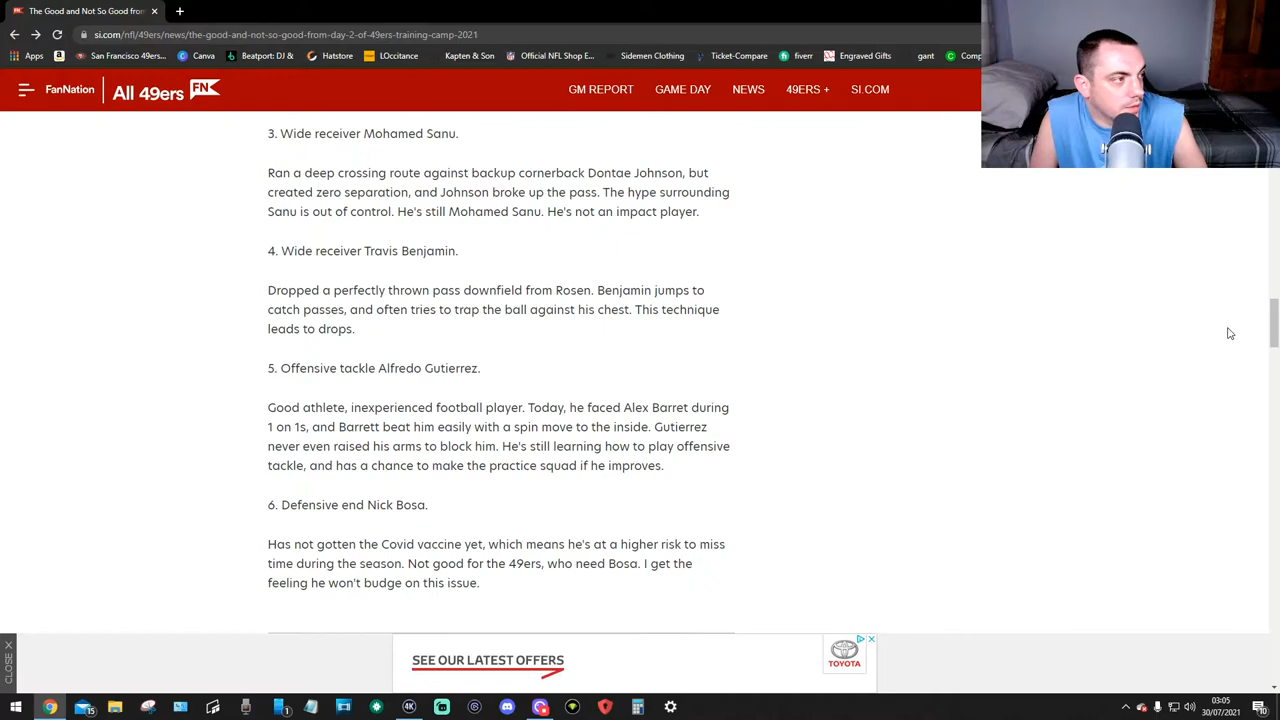 The Good and Not So Good from
si.com/nfl/49ers/news/the-good-and-not-so-good-from-day-2-of-49ers-training-camp-2021
Apps San Francisco 49ers... Canva Beatport: DJ & Hatstore LOccitance Kapten & Son Official NFL Shop E... Sidemen Clothing Ticket-Compare fiverr Engraved Gifts gant Comp
FanNation All 49ers FN GM REPORT GAME DAY NEWS 49ERS + SI.COM
3. Wide receiver Mohamed Sanu.
Ran a deep crossing route against backup cornerback Dontae Johnson, but
created zero separation, and Johnson broke up the pass. The hype surrounding
Sanu is out of control. He's still Mohamed Sanu. He's not an impact player.
4. Wide receiver Travis Benjamin.
Dropped a perfectly thrown pass downfield from Rosen. Benjamin jumps to
catch passes, and often tries to trap the ball against his chest. This technique
leads to drops.
5. Offensive tackle Alfredo Gutierrez.
Good athlete, inexperienced football player. Today, he faced Alex Barret during
1 on 1s, and Barrett beat him easily with a spin move to the inside. Gutierrez
never even raised his arms to block him. He's still learning how to play offensive
tackle, and has a chance to make the practice squad if he improves.
6. Defensive end Nick Bosa.
Has not gotten the Covid vaccine yet, which means he's at a higher risk to miss
time during the season. Not good for the 49ers, who need Bosa. I get the
feeling he won't budge on this issue.
CLOSE X
SEE OUR LATEST OFFERS
TOYOTA
15
1
4K
03:05
30/07/2021
10